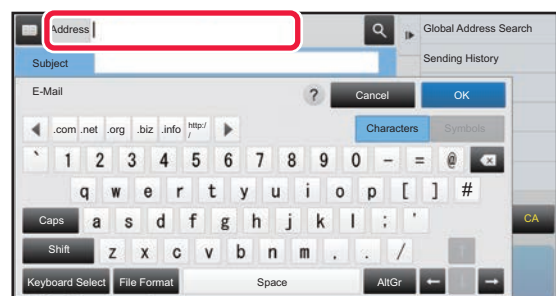 Address Global Address Search
Subject Sending History
E-Mail ? Cancel OK
.com .net .org .biz .info http:// Characters Symbols
` 1 2 3 4 5 6 7 8 9 0 - = @
q w e r t y u i o p [ ] #
Caps a s d f g h j k l ; ' CA
Shift z x c v b n m . . /
Keyboard Select File Format Space AltGr